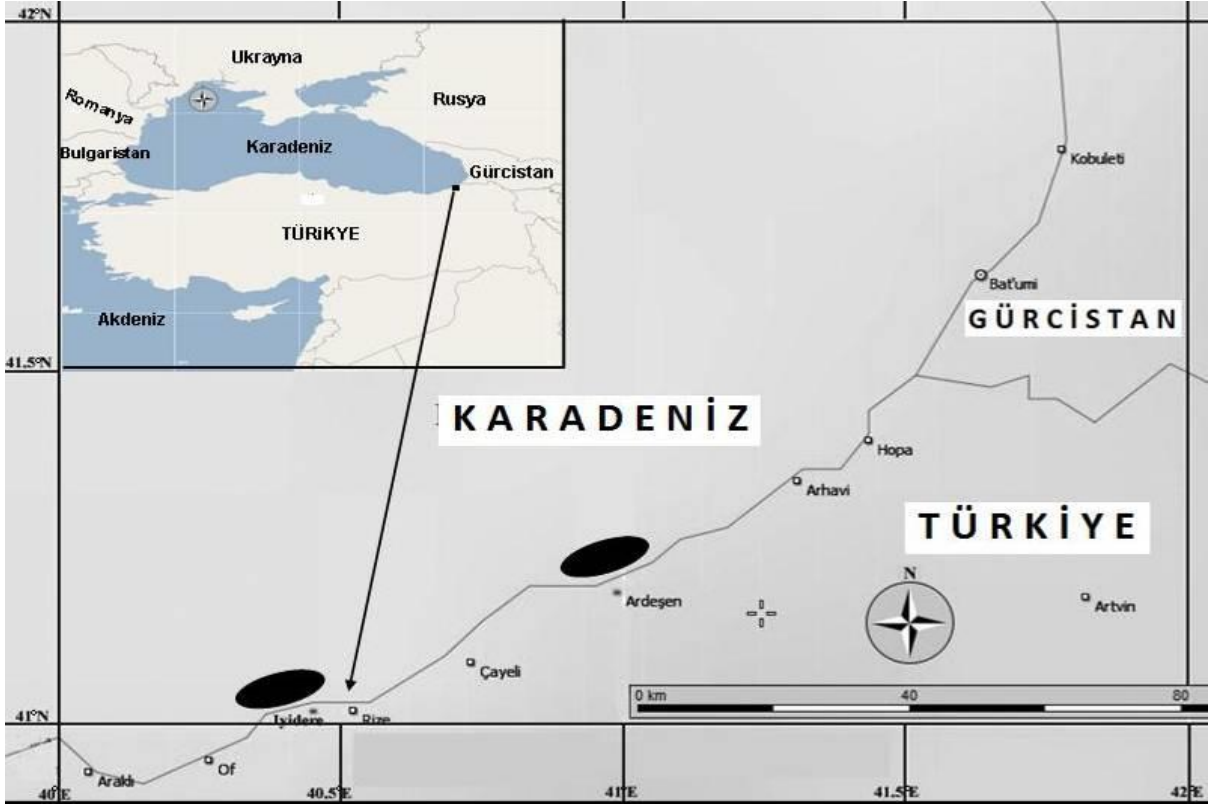 42°N
Ukrayna
Romanya
Rusya
Bulgaristan
Karadeniz
Gürcistan
TÜRiKYE
Akdeniz
Kobuleti
Bat'umi
GÜRCİSTAN
41.5°N
KARADENİZ
Hopa
Arhavi
TÜRKİYE
N
Ardeşen
Artvin
Çayeli
0 km 40 80
41°N
Iyidere
Rize
Of
Araklı
40°E 40.5°E 41°E 41.5°E 42°E